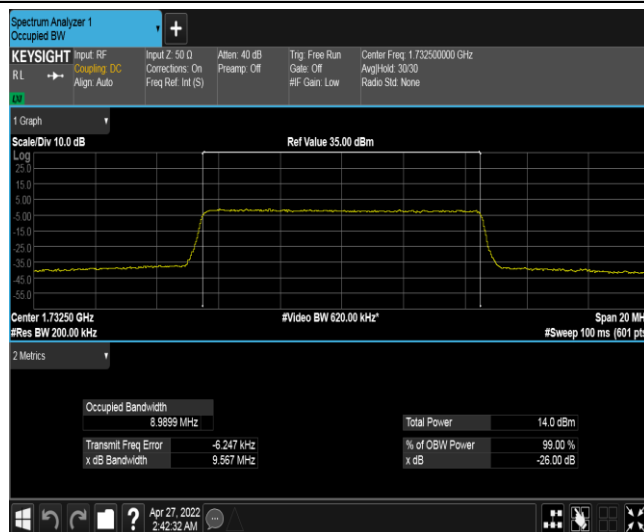 Spectrum Analyzer 1
Occupied BW
+
KEYSIGHT Input: RF Input Z: 50 Ω Atten: 40 dB Trig: Free Run Center Freq: 1.732500000 GHz
RL Coupling: DC Corrections: On Preamp: Off Gate: Off Avg|Hold: 30/30
Align: Auto Freq Ref: Int (S) #IF Gain: Low Radio Std: None
LXI
1 Graph
Scale/Div 10.0 dB Ref Value 35.00 dBm
Log
25.0
15.0
5.00
-5.00
-15.0
-25.0
-35.0
-45.0
-55.0
Center 1.73250 GHz #Video BW 620.00 kHz* Span 20 MH
#Res BW 200.00 kHz #Sweep 100 ms (601 pts
2 Metrics
Occupied Bandwidth
8.9899 MHz Total Power 14.0 dBm
Transmit Freq Error -6.247 kHz % of OBW Power 99.00 %
x dB Bandwidth 9.567 MHz x dB -26.00 dB
? Apr 27, 2022
2:42:32 AM